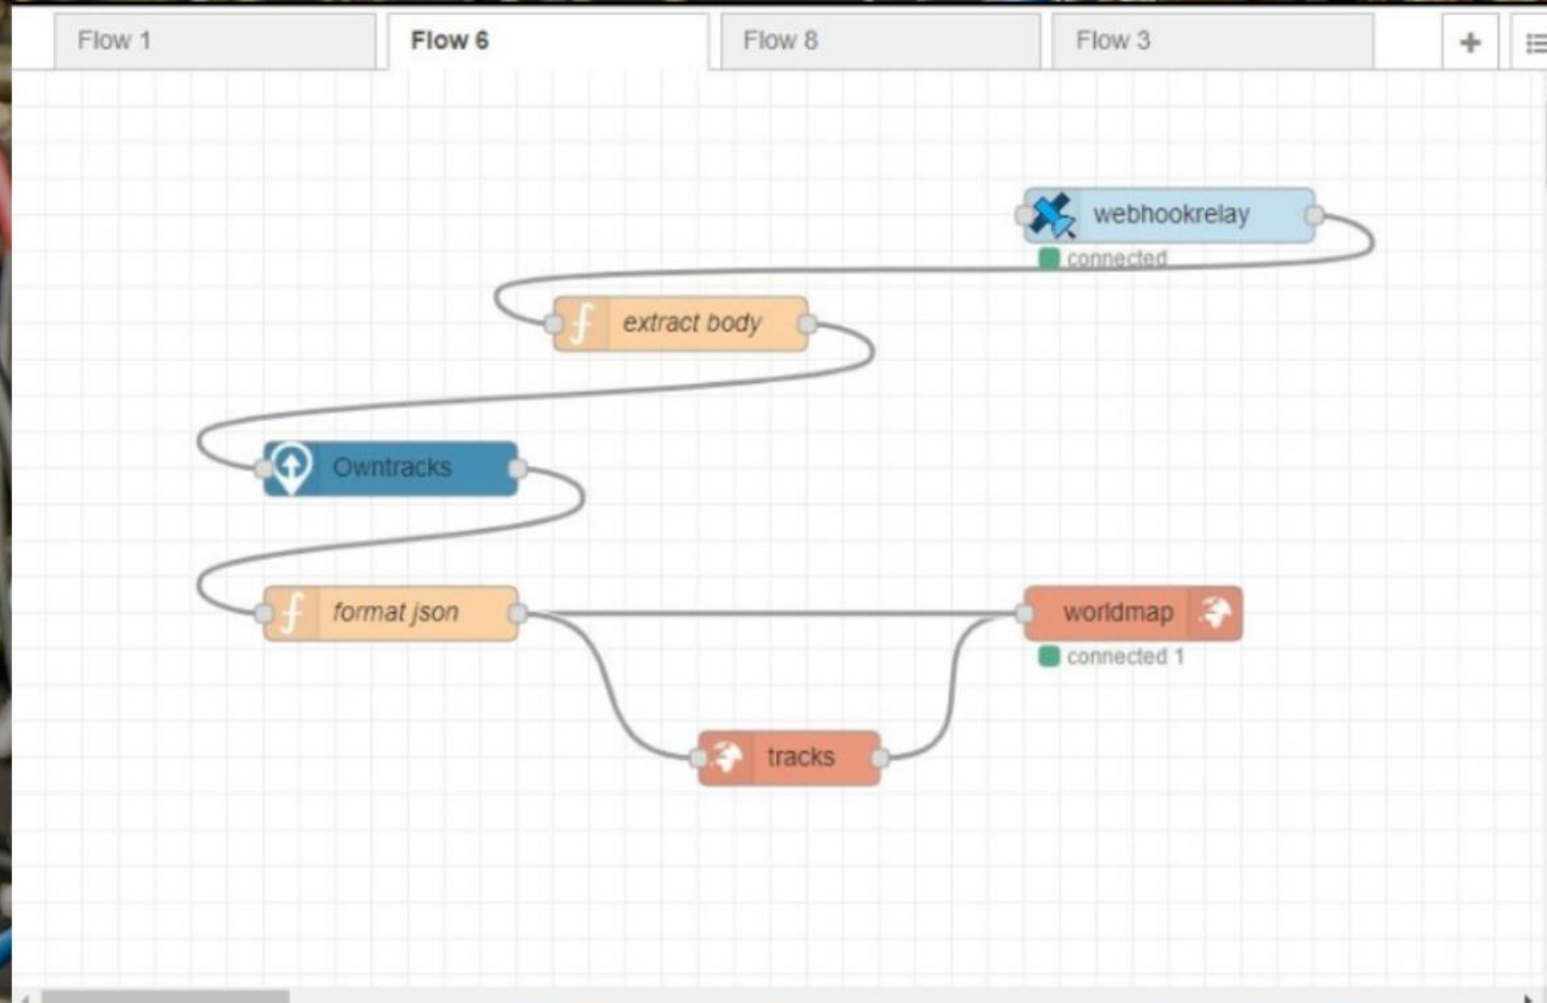 Flow 1
Flow 6
Flow 8
Flow 3
webhookrelay
connected
extract body
Owntracks
format json
worldmap
connected 1
tracks